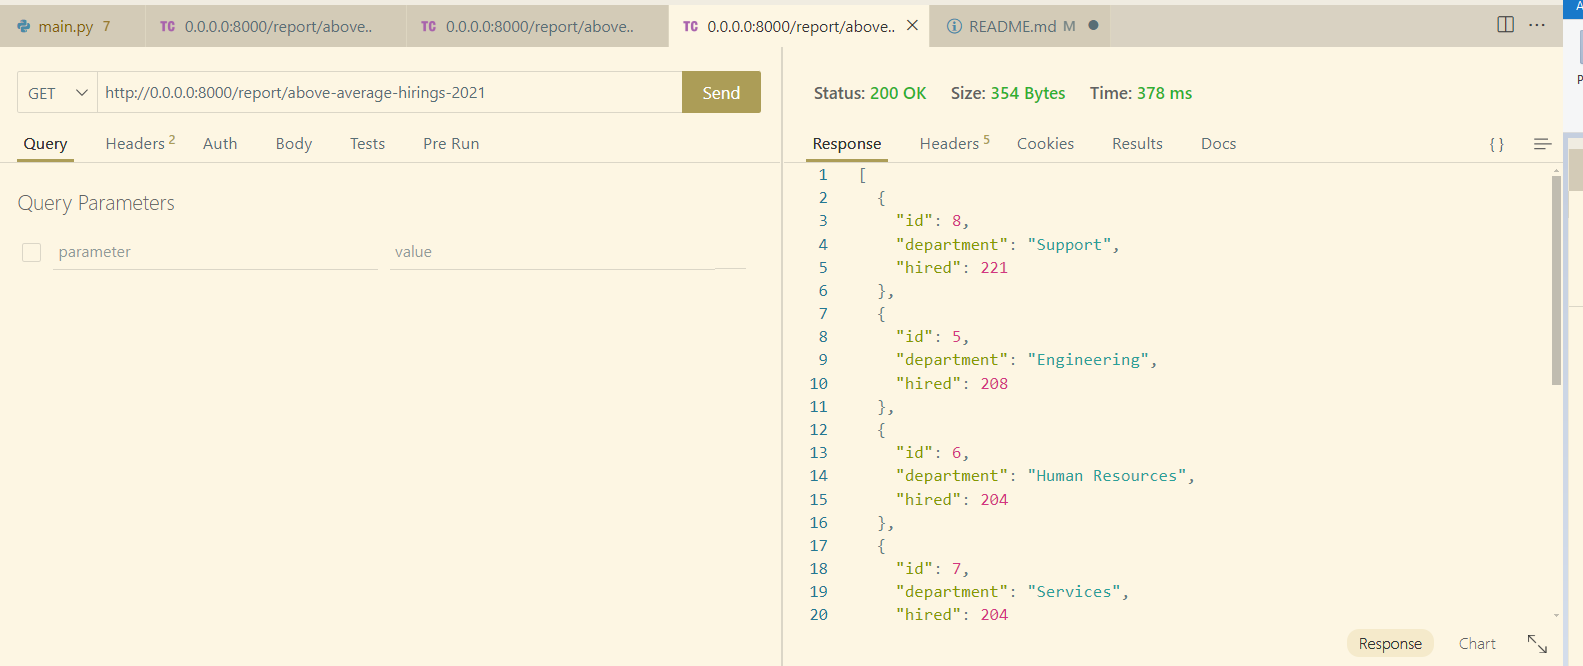 main.py 7 TC 0.0.0.0:8000/report/above.. TC 0.0.0.0:8000/report/above.. TC 0.0.0.0:8000/report/above.. README.md M
GET http://0.0.0.0:8000/report/above-average-hirings-2021 Send
Query Headers 2 Auth Body Tests Pre Run
Query Parameters
parameter value
Status: 200 OK Size: 354 Bytes Time: 378 ms
Response Headers 5 Cookies Results Docs { }
1 [
2 {
3 "id": 8,
4 "department": "Support",
5 "hired": 221
6 },
7 {
8 "id": 5,
9 "department": "Engineering",
10 "hired": 208
11 },
12 {
13 "id": 6,
14 "department": "Human Resources",
15 "hired": 204
16 },
17 {
18 "id": 7,
19 "department": "Services",
20 "hired": 204
Response Chart